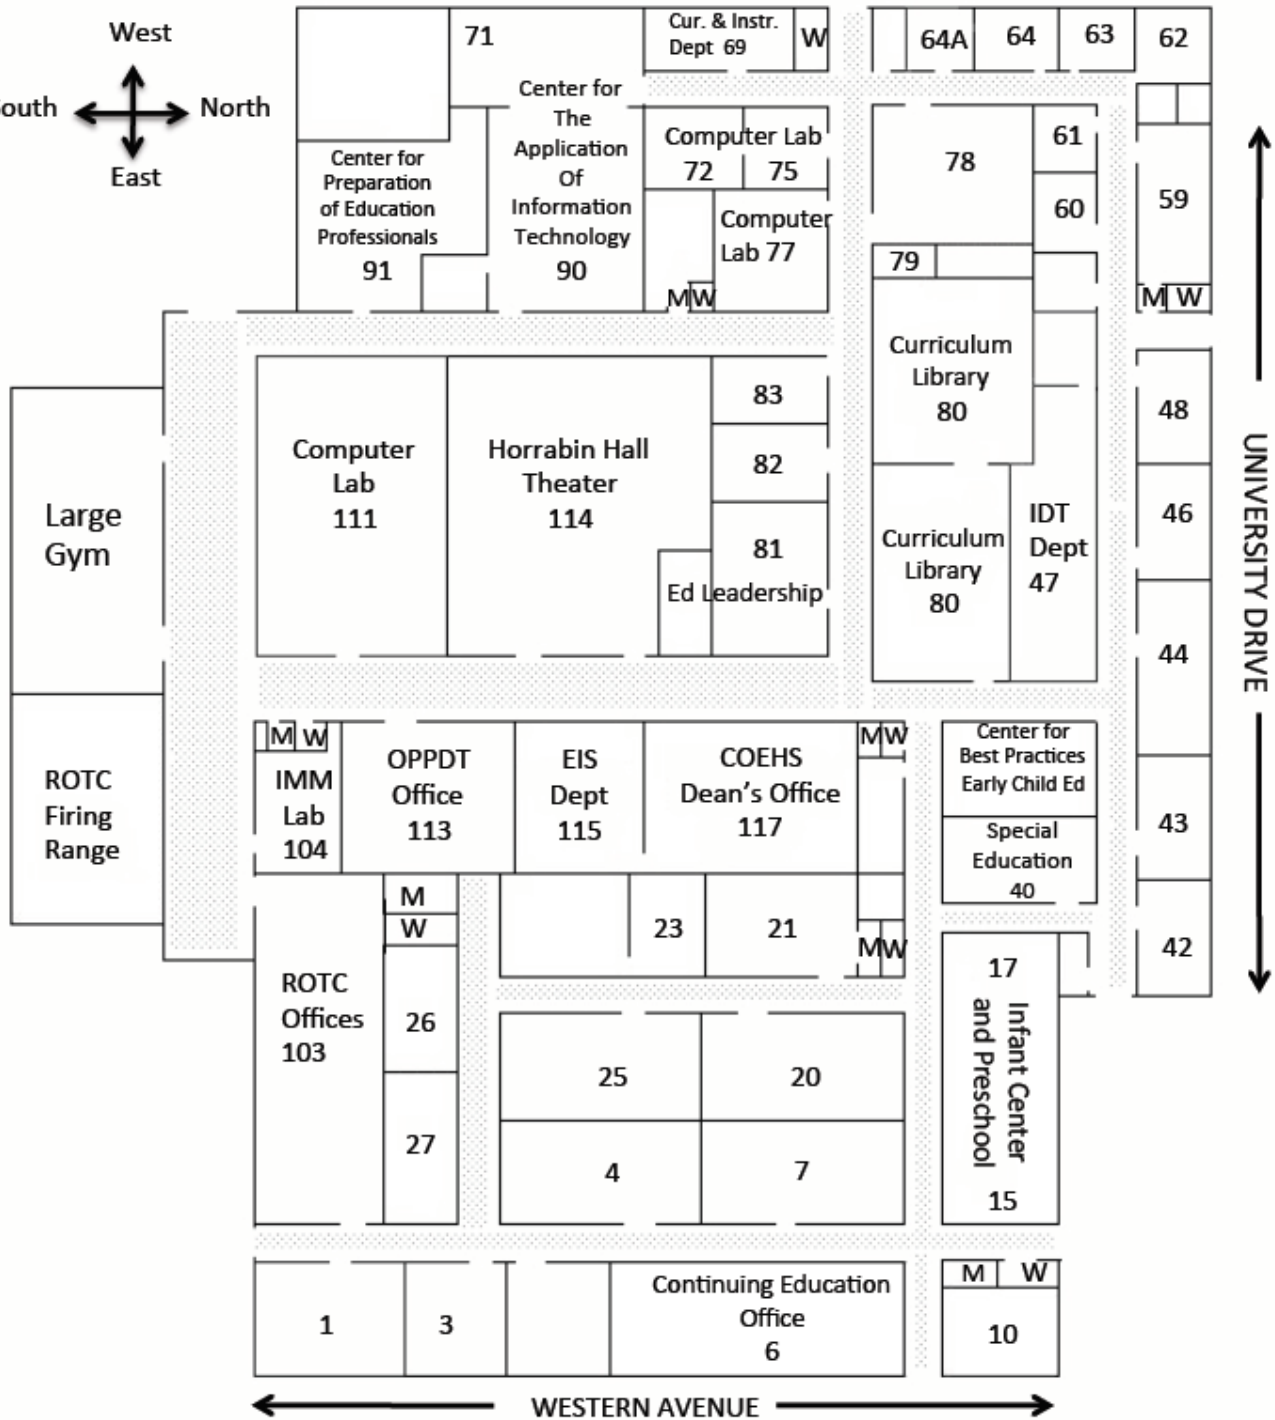 West
South
North
East
71
Cur. & Instr.
Dept 69
W
64A
64
63
62
Center for
The
Application
Of
Information
Technology
90
Center for
Preparation
of Education
Professionals
91
Computer Lab
72
75
Computer
Lab 77
M W
78
61
60
59
79
M W
Curriculum
Library
80
83
82
81
Ed Leadership
Computer
Lab
111
Horrabin Hall
Theater
114
Large
Gym
48
46
Curriculum
Library
80
IDT
Dept
47
44
UNIVERSITY DRIVE
ROTC
Firing
Range
M W
IMM
Lab
104
OPPDT
Office
113
EIS
Dept
115
COEHS
Dean's Office
117
M W
Center for
Best Practices
Early Child Ed
Special
Education
40
43
42
M
W
23
21
M W
ROTC
Offices
103
26
27
25
20
4
7
17
Infant Center
and Preschool
15
1
3
Continuing Education
Office
6
M W
10
WESTERN AVENUE